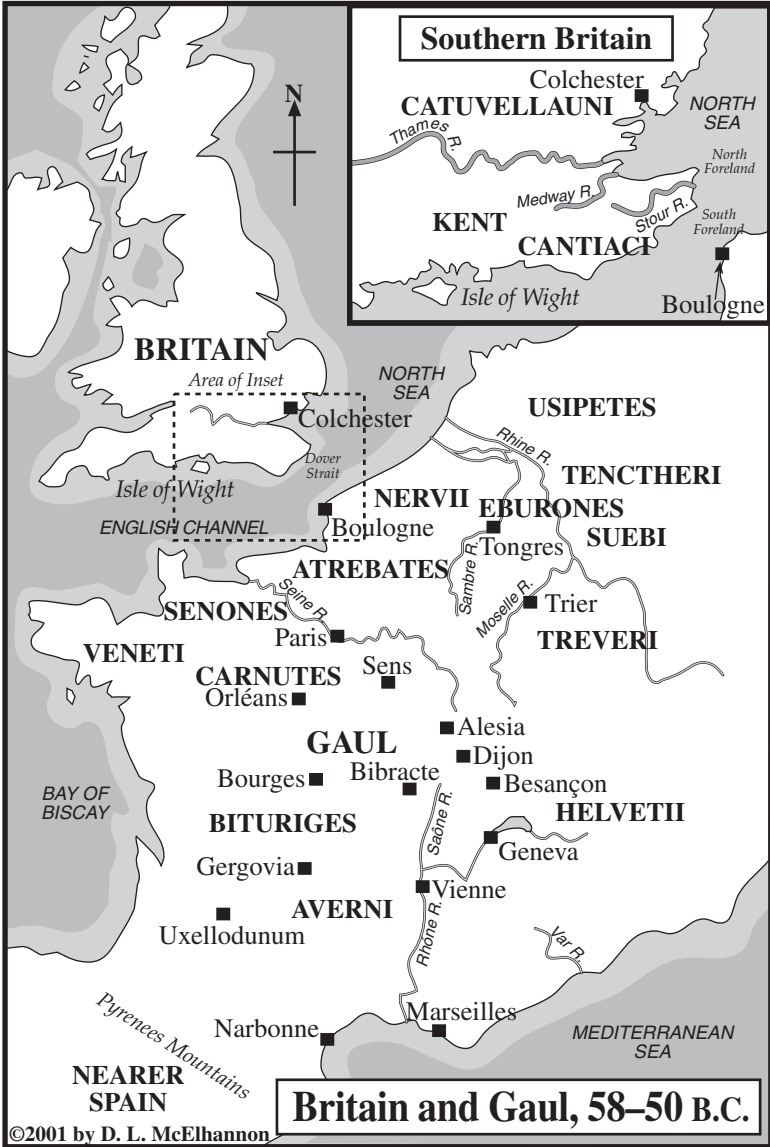 Southern Britain
Colchester
CATUVELLAUNI
NORTH
SEA
Thames R.
North
Foreland
Medway R.
Stour R.
South
Foreland
KENT
CANTIACI
Isle of Wight
Boulogne
N
BRITAIN
Area of Inset
NORTH
SEA
Colchester
USIPETES
Rhine R.
Dover
Strait
TENCTHERI
Isle of Wight
NERVII
EBURONES
ENGLISH CHANNEL
Boulogne
SUEBI
Tongres
ATREBATES
Sambre R.
Seine R.
SENONES
Moselle R.
Trier
Paris
TREVERI
VENETI
CARNUTES
Sens
Orléans
Alesia
GAUL
Dijon
Bourges
Bibracte
Besançon
BAY OF
BISCAY
HELVETII
BITURIGES
Saône R.
Geneva
Gergovia
Vienne
AVERNI
Uxellodunum
Rhône R.
Var R.
Pyrenees Mountains
Marseilles
Narbonne
MEDITERRANEAN
SEA
NEARER
SPAIN
Britain and Gaul, 58–50 B.C.
©2001 by D. L. McElhannon